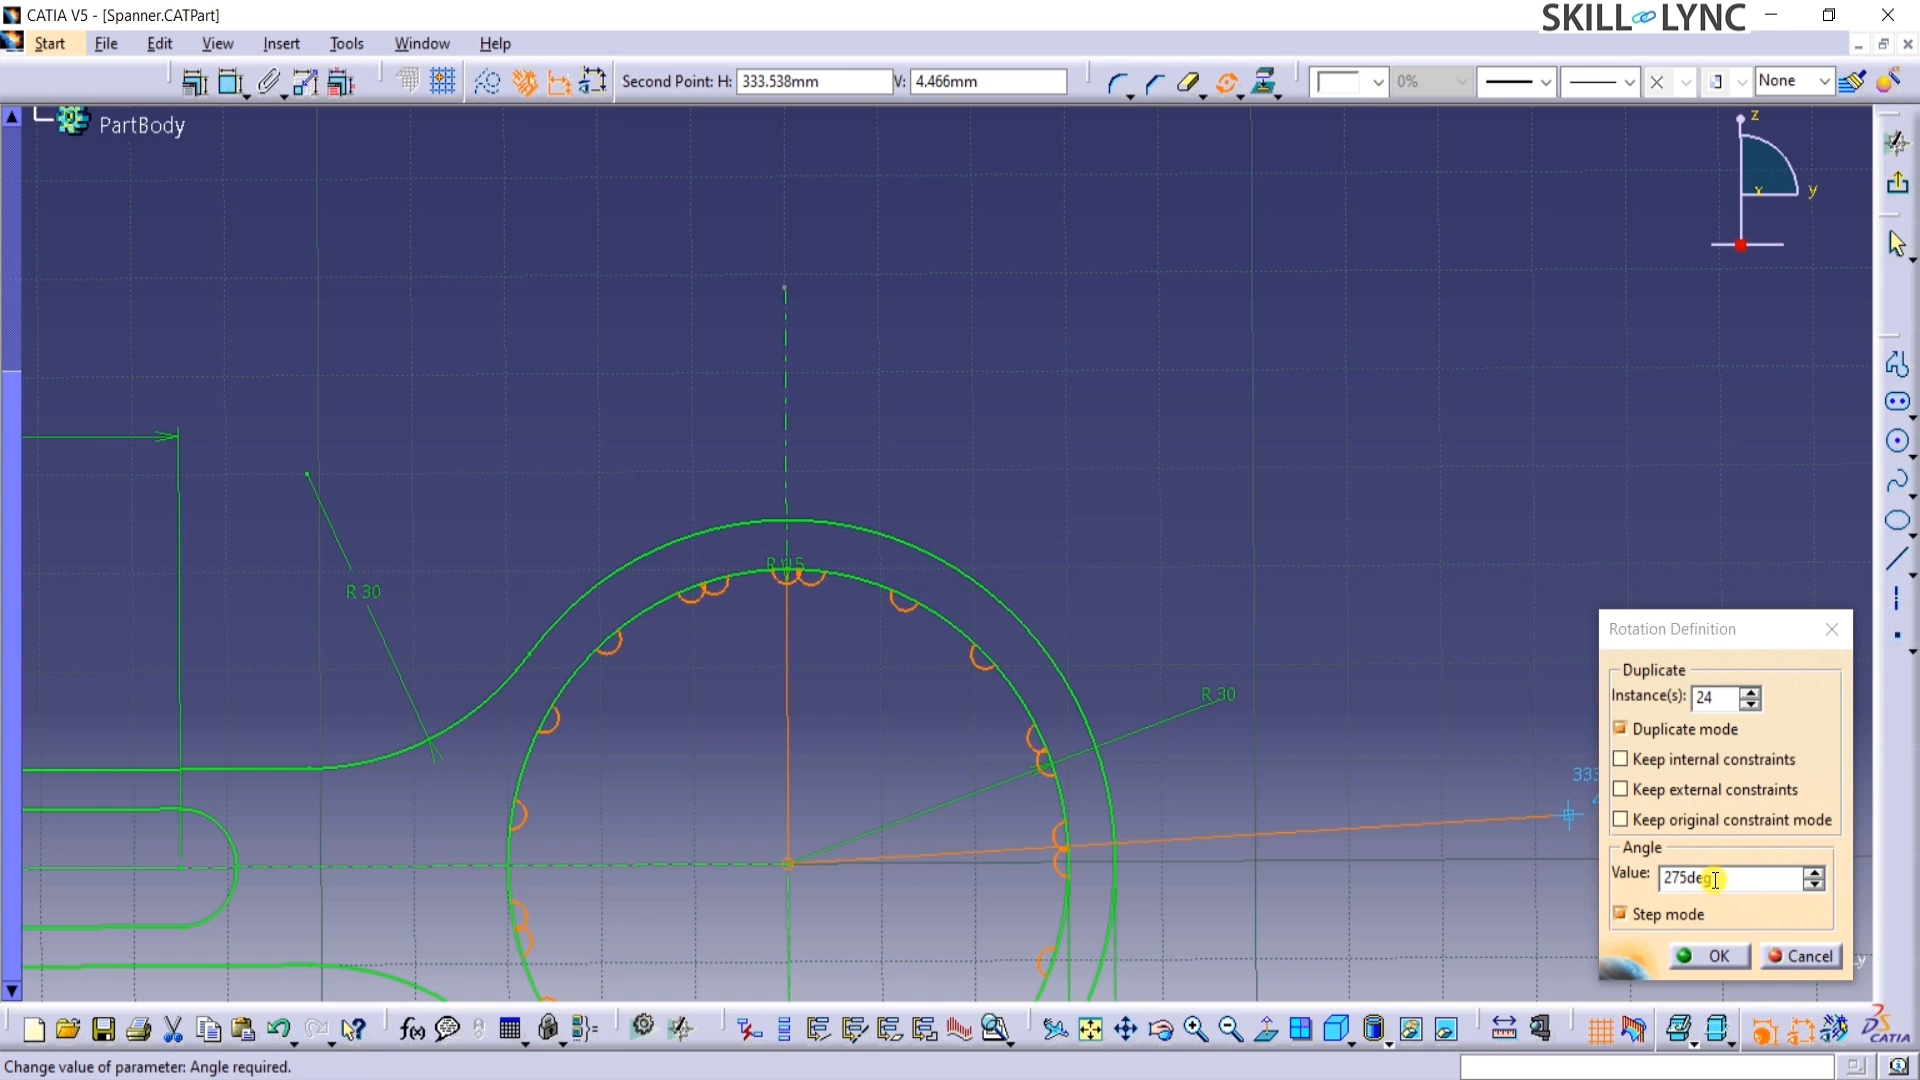 CATIA V5 - [Spanner.CATPart]
SKILL LYNC
Start File Edit View Insert Tools Window Help
Second Point: H: 333.538mm V: 4.466mm
0%
None
PartBody
z
x
y
R 30
R 30
333
Rotation Definition
Duplicate
Instance(s): 24
Duplicate mode
Keep internal constraints
Keep external constraints
Keep original constraint mode
Angle
Value: 275deg
Step mode
OK Cancel
y
f(x)
CATIA
Change value of parameter: Angle required.